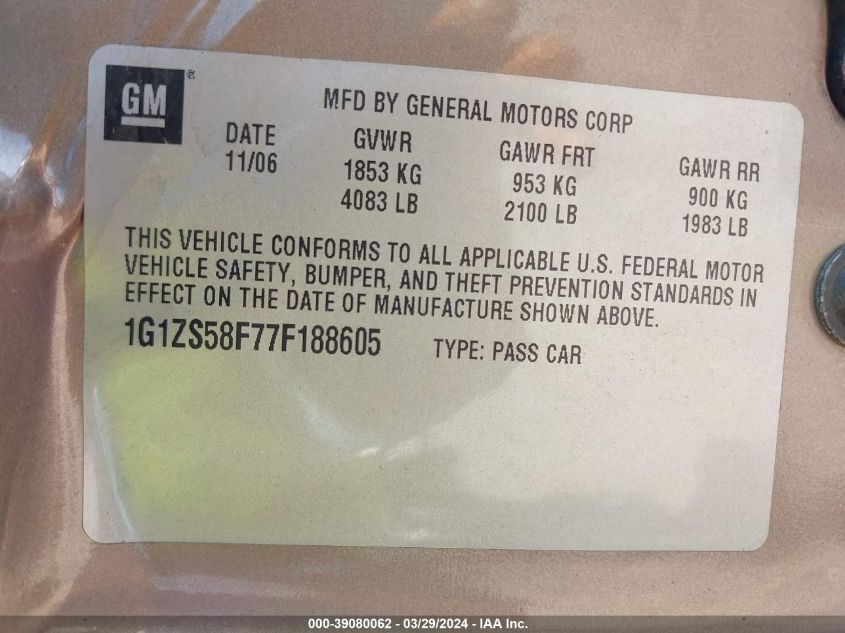 GM ®
MFD BY GENERAL MOTORS CORP
DATE GVWR GAWR FRT GAWR RR
11/06 1853 KG 953 KG 900 KG
4083 LB 2100 LB 1983 LB
THIS VEHICLE CONFORMS TO ALL APPLICABLE U.S. FEDERAL MOTOR
VEHICLE SAFETY, BUMPER, AND THEFT PREVENTION STANDARDS IN
EFFECT ON THE DATE OF MANUFACTURE SHOWN ABOVE.
1G1ZS58F77F188605 TYPE: PASS CAR
000-39080062 - 03/29/2024 - IAA Inc.